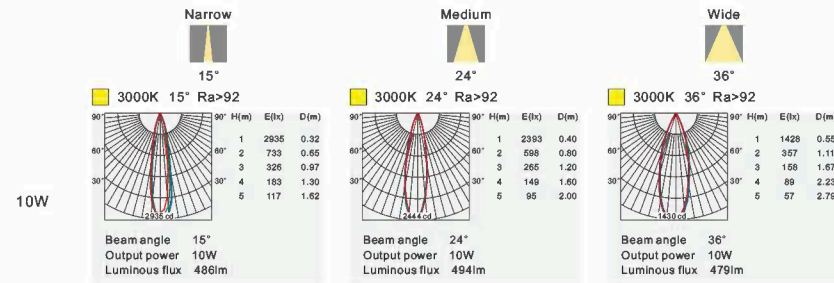 Narrow
15°
3000K 15° Ra>92
90° 90° H(m) E(lx) D(m)
1 2935 0.32
60° 60° 2 733 0.65
3 326 0.97
30° 30° 4 183 1.30
5 117 1.62
2935 cd
Beam angle 15°
Output power 10W
Luminous flux 486lm
Medium
24°
3000K 24° Ra>92
90° 90° H(m) E(lx) D(m)
1 2393 0.40
60° 60° 2 598 0.80
3 265 1.20
30° 30° 4 149 1.60
5 95 2.00
2444 cd
Beam angle 24°
Output power 10W
Luminous flux 494lm
Wide
36°
3000K 36° Ra>92
90° 90° H(m) E(lx) D(m)
1 1428 0.55
60° 60° 2 357 1.11
3 158 1.67
30° 30° 4 89 2.23
5 57 2.79
1430 cd
Beam angle 36°
Output power 10W
Luminous flux 479lm
10W